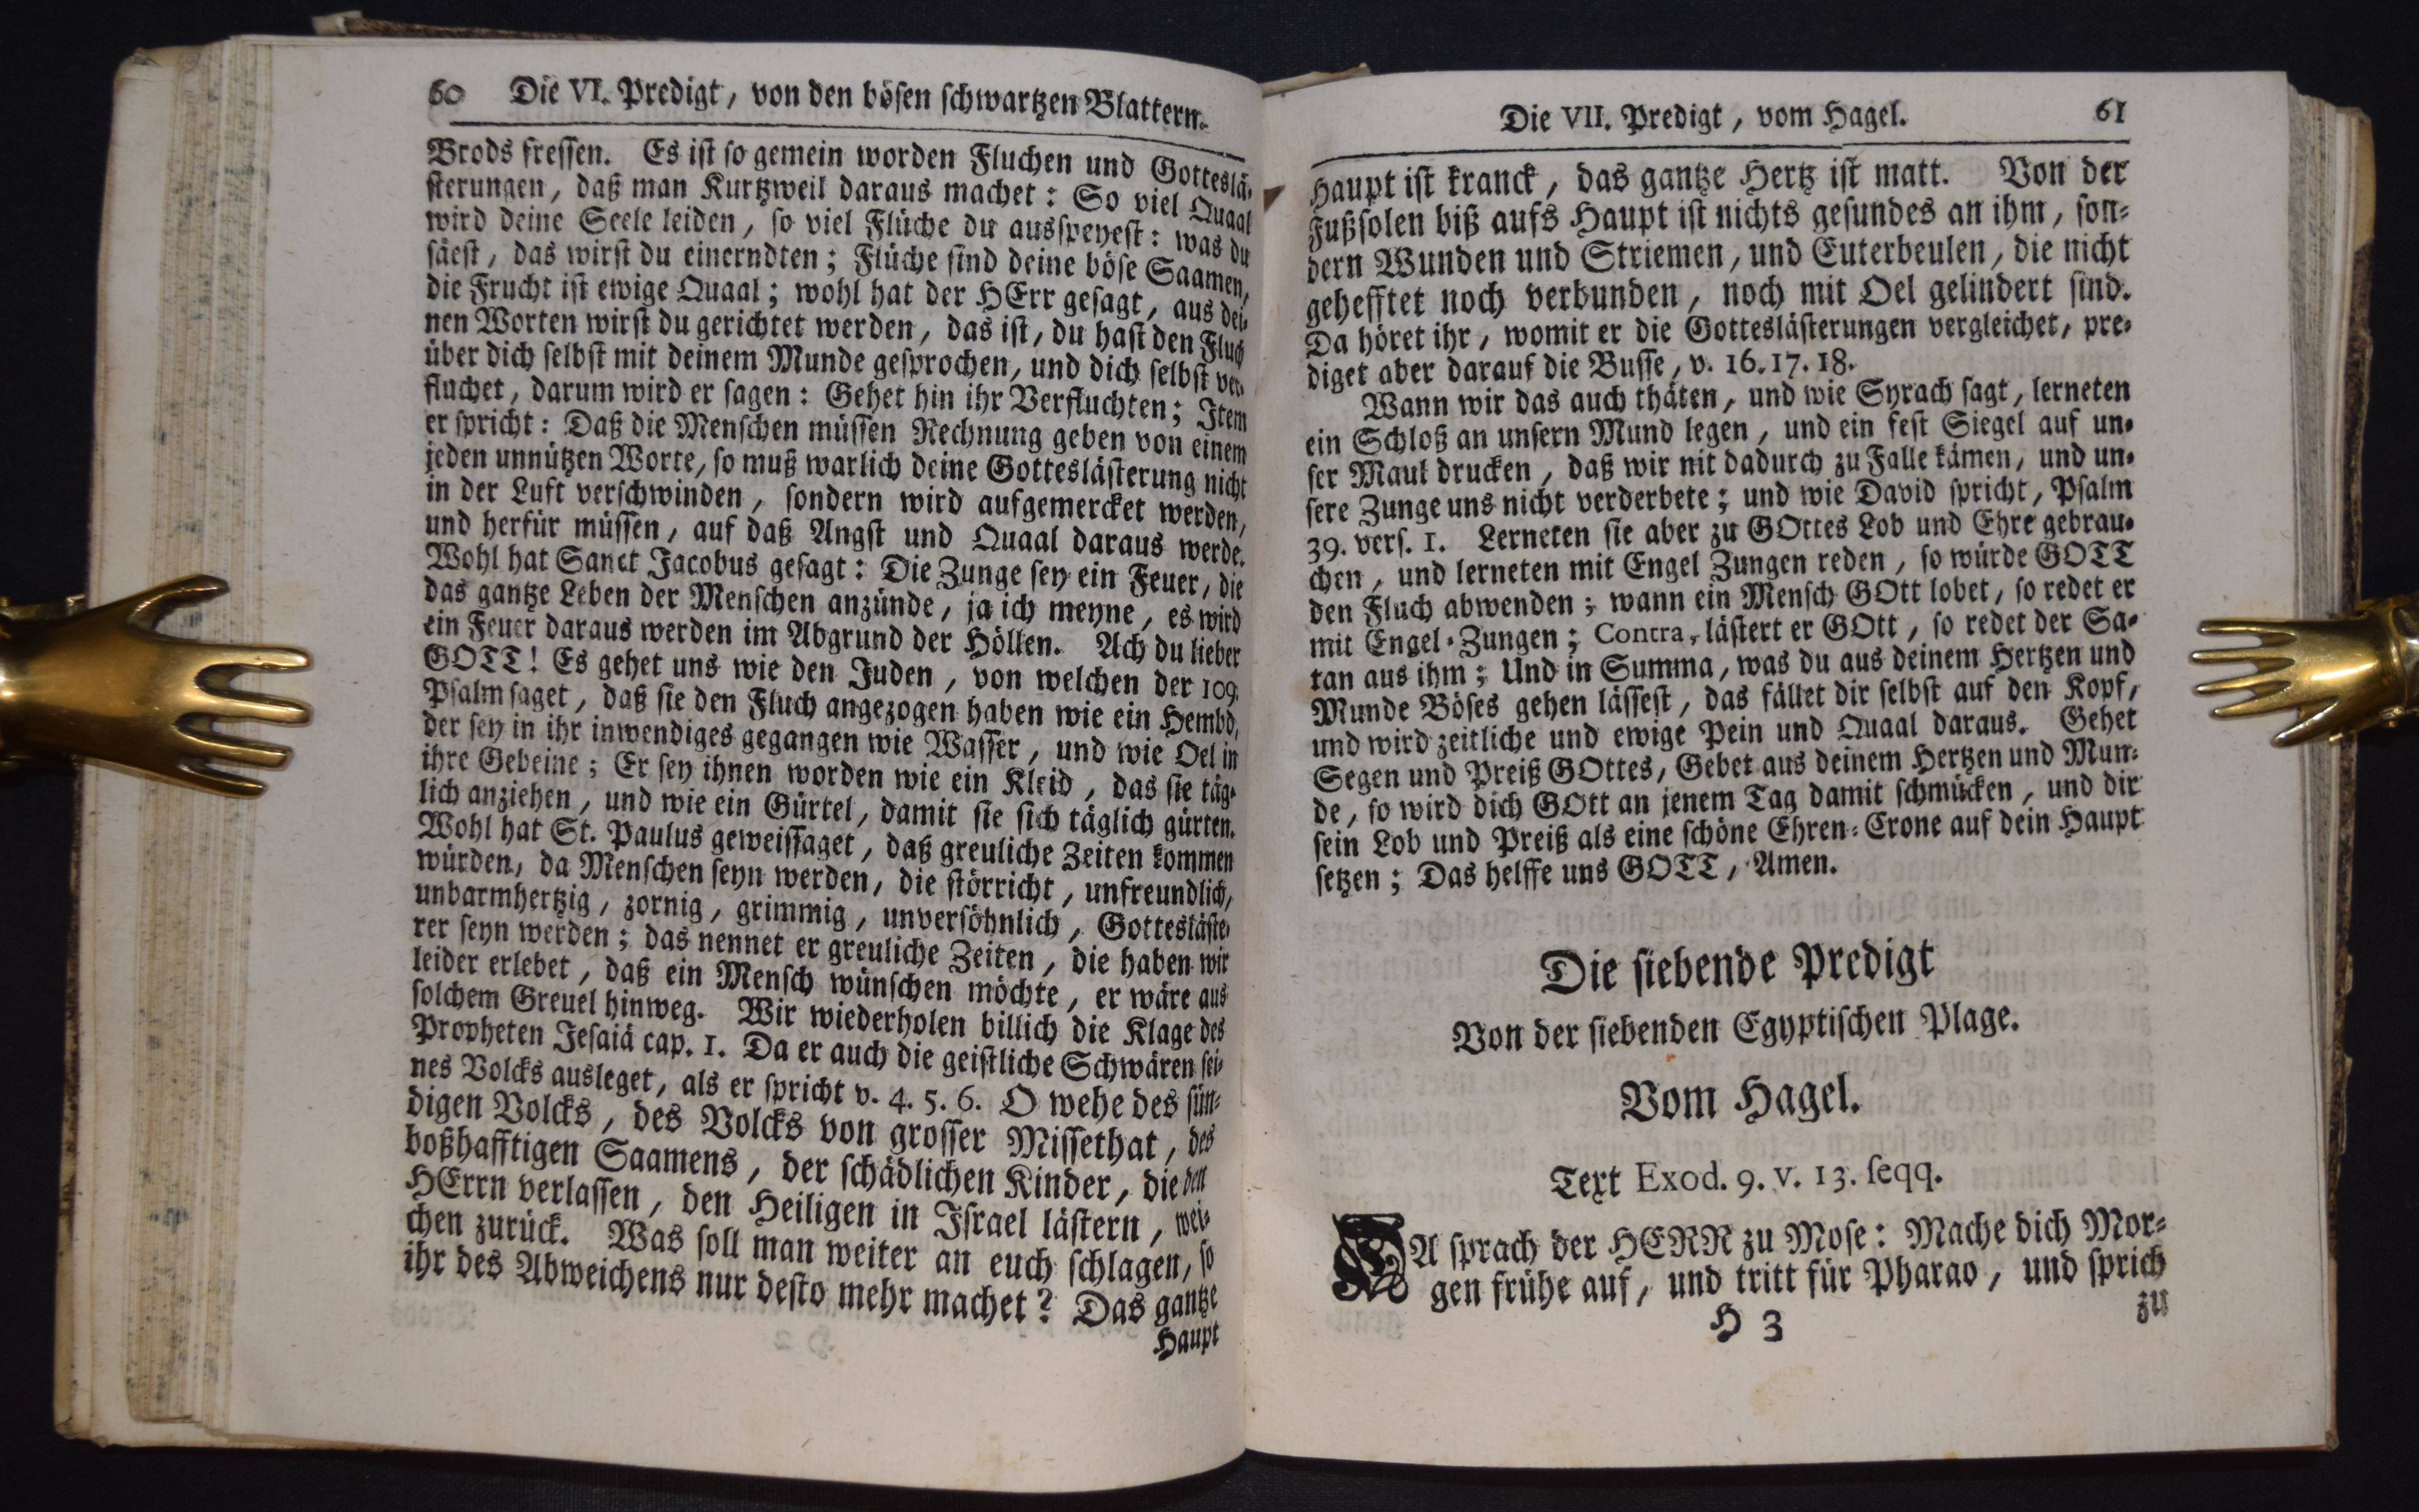 60 Die VI. Predigt, von den bösen schwartzen Blattern.
Brods fressen. Es ist so gemein worden Fluchen und Gotteslä-
sterungen, daß man Kurtzweil daraus machet: So viel Quaal
wird deine Seele leiden, so viel Flüche du ausspeyest: was du
säest, das wirst du einerndten; Flüche sind deine böse Saamen,
die Frucht ist ewige Quaal; wohl hat der HErr gesagt, aus dei-
nen Worten wirst du gerichtet werden, das ist, du hast den Fluch
über dich selbst mit deinem Munde gesprochen, und dich selbst ver-
fluchet, darum wird er sagen: Gehet hin ihr Verfluchten; Item
er spricht: Daß die Menschen müssen Rechnung geben von einem
jeden unnützen Worte, so muß warlich deine Gotteslästerung nicht
in der Luft verschwinden, sondern wird aufgemercket werden,
und herfür müssen, auf daß Angst und Quaal daraus werde.
Wohl hat Sanct Jacobus gesagt: Die Zunge sey ein Feuer, die
das gantze Leben der Menschen anzünde, ja ich meyne, es wird
ein Feuer daraus werden im Abgrund der Höllen. Ach du lieber
GOTT! Es gehet uns wie den Juden, von welchen der 109.
Psalm saget, daß sie den Fluch angezogen haben wie ein Hembd,
der sey in ihr inwendiges gegangen wie Wasser, und wie Oel in
ihre Gebeine; Er sey ihnen worden wie ein Kleid, das sie täg-
lich anziehen, und wie ein Gürtel, damit sie sich täglich gürten.
Wohl hat St. Paulus geweissaget, daß greuliche Zeiten kommen
würden, da Menschen seyn werden, die störricht, unfreundlich,
unbarmhertzig, zornig, grimmig, unversöhnlich, Gottesläste-
rer seyn werden; das nennet er greuliche Zeiten, die haben wir
leider erlebet, daß ein Mensch wünschen möchte, er wäre aus
solchem Greuel hinweg. Wir wiederholen billich die Klage des
Propheten Jesaiä cap. 1. Da er auch die geistliche Schwären sei-
nes Volcks ausleget, als er spricht v. 4. 5. 6. O wehe des sün-
digen Volcks, des Volcks von grosser Missethat, des
boßhafftigen Saamens, der schädlichen Kinder, die den
HErrn verlassen, den Heiligen in Israel lästern, wei-
chen zurück. Was soll man weiter an euch schlagen, so
ihr des Abweichens nur desto mehr machet? Das gantze
Haupt
Die VII. Predigt, vom Hagel. 61
Haupt ist kranck, das gantze Hertz ist matt. Von der
Fußsolen biß aufs Haupt ist nichts gesundes an ihm, son-
dern Wunden und Striemen, und Euterbeulen, die nicht
gehefftet noch verbunden, noch mit Oel gelindert sind.
Da höret ihr, womit er die Gotteslästerungen vergleichet, pre-
diget aber darauf die Busse, v. 16. 17. 18.
Wann wir das auch thäten, und wie Syrach sagt, lerneten
ein Schloß an unsern Mund legen, und ein fest Siegel auf un-
ser Maul drucken, daß wir nit dadurch zu Falle kämen, und un-
sere Zunge uns nicht verderbete; und wie David spricht, Psalm
39. vers. 1. Lerneten sie aber zu GOttes Lob und Ehre gebrau-
chen, und lerneten mit Engel Zungen reden, so würde GOTT
den Fluch abwenden; wann ein Mensch GOtt lobet, so redet er
mit Engel-Zungen; Contra, lästert er GOtt, so redet der Sa-
tan aus ihm; Und in Summa, was du aus deinem Hertzen und
Munde Böses gehen lässest, das fället dir selbst auf den Kopf,
und wird zeitliche und ewige Pein und Quaal daraus. Gehet
Segen und Preiß GOttes, Gebet aus deinem Hertzen und Mun-
de, so wird dich GOtt an jenem Tag damit schmücken, und dir
sein Lob und Preiß als eine schöne Ehren-Crone auf dein Haupt
setzen; Das helffe uns GOTT, Amen.
Die siebende Predigt
Von der siebenden Egyptischen Plage.
Vom Hagel.
Text Exod. 9. v. 13. seqq.
DA sprach der HERR zu Mose: Mache dich Mor-
gen frühe auf, und tritt für Pharao, und sprich
H 3 zu